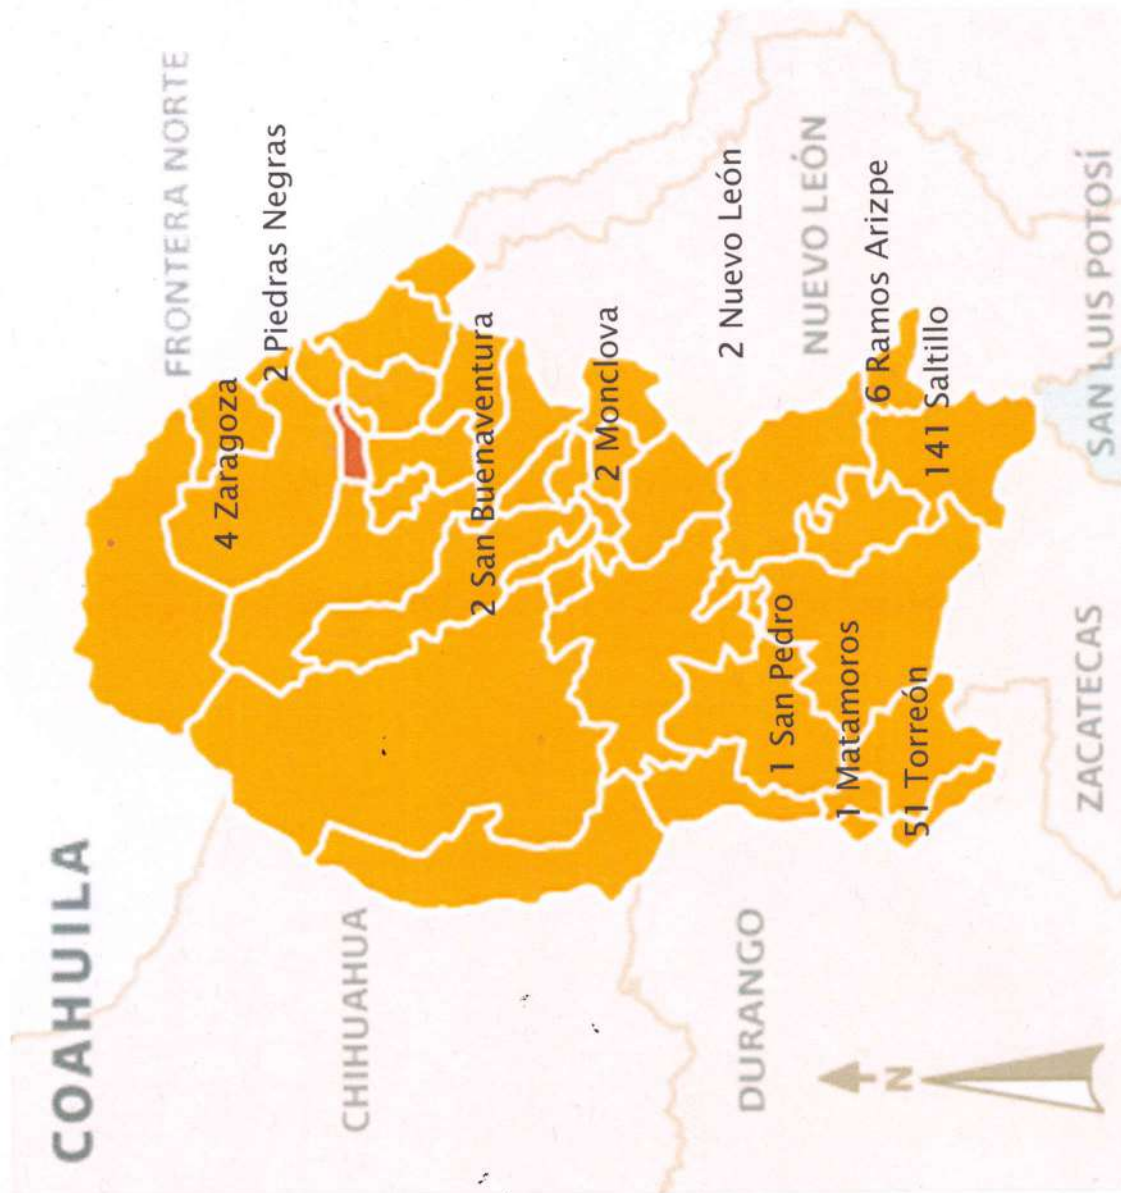 COAHUILA
FRONTERA NORTE
4 Zaragoza
2 Piedras Negras
CHIHUAHUA
2 San Buenaventura
2 Monclova
2 Nuevo León
NUEVO LEÓN
DURANGO
1 San Pedro
1 Matamoros
6 Ramos Arizpe
51 Torreón
141 Saltillo
N
ZACATECAS
SAN LUIS POTOSÍ